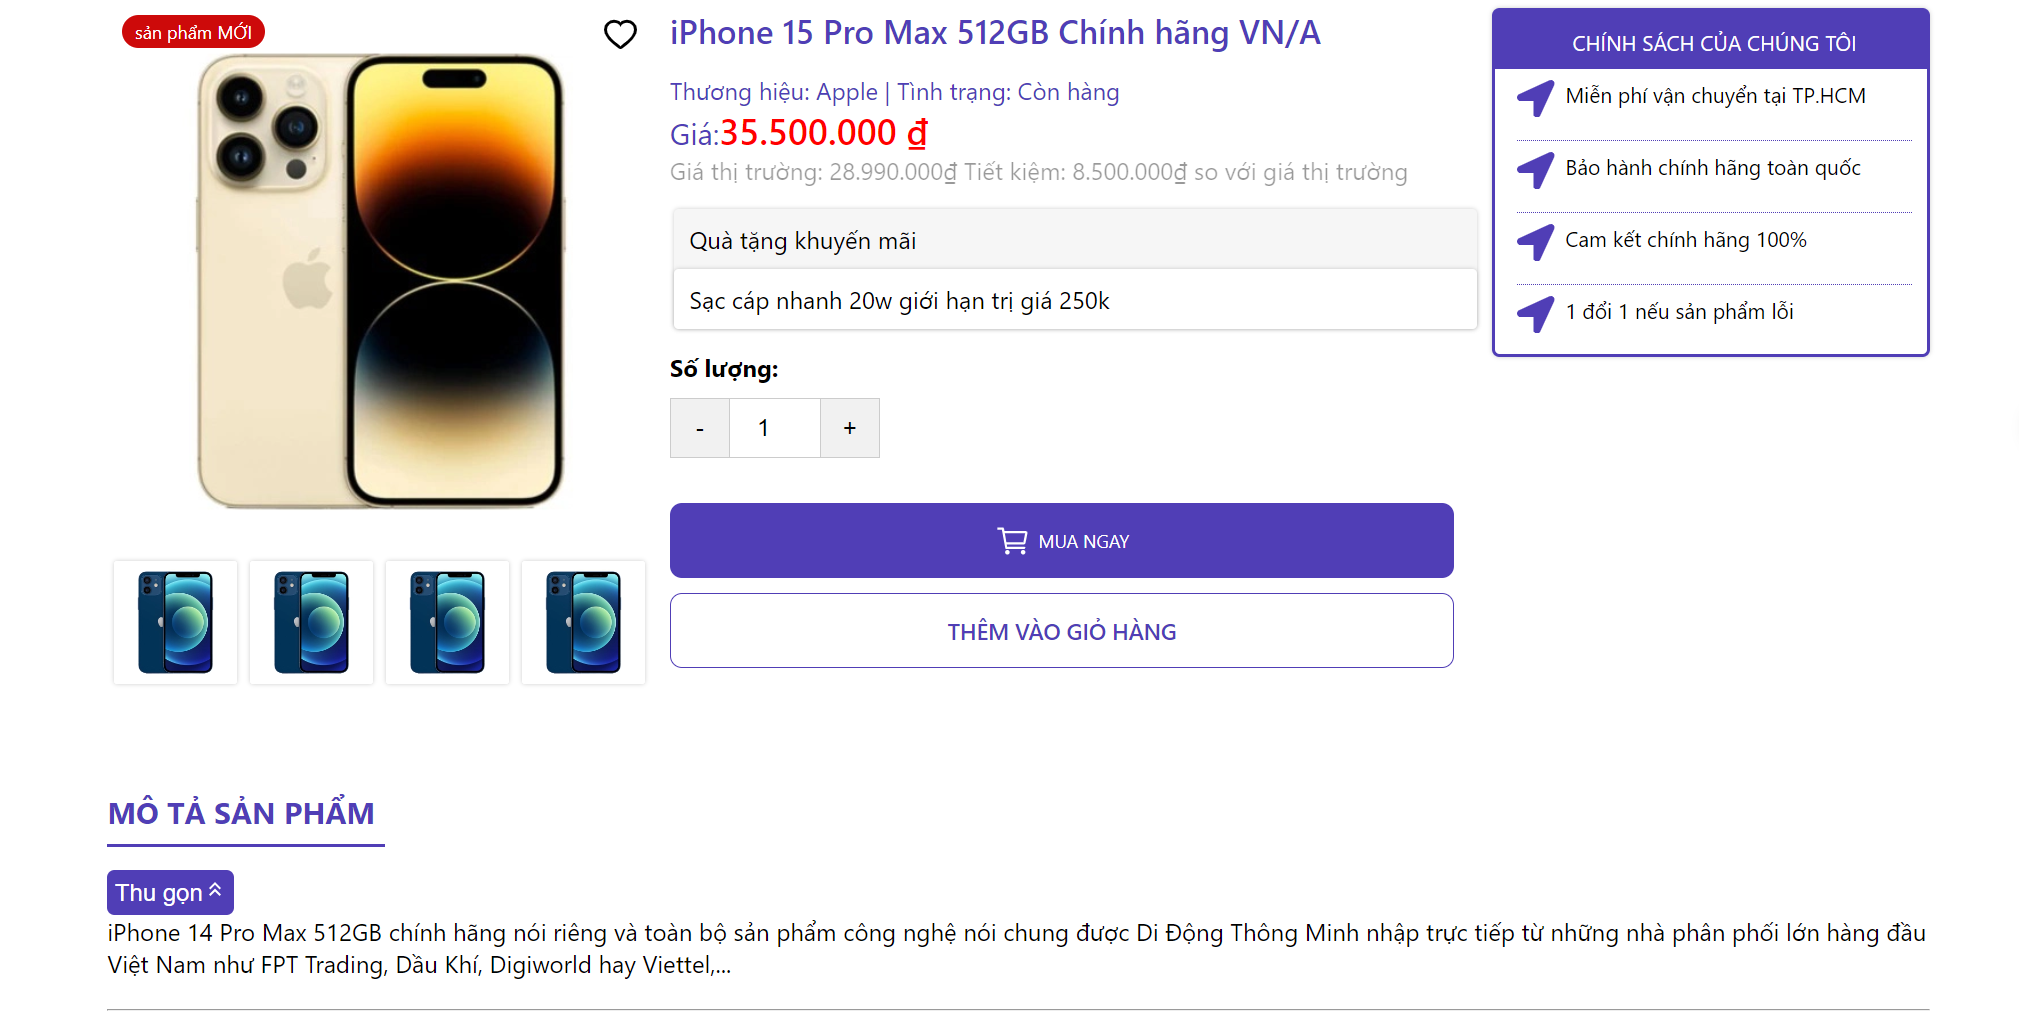 sản phẩm MỚI
iPhone 15 Pro Max 512GB Chính hãng VN/A
Thương hiệu: Apple | Tình trạng: Còn hàng
Giá:35.500.000 ₫
Giá thị trường: 28.990.000₫ Tiết kiệm: 8.500.000₫ so với giá thị trường
Quà tặng khuyến mãi
Sạc cáp nhanh 20w giới hạn trị giá 250k
Số lượng:
- 1 +
MUA NGAY
THÊM VÀO GIỎ HÀNG
CHÍNH SÁCH CỦA CHÚNG TÔI
Miễn phí vận chuyển tại TP.HCM
Bảo hành chính hãng toàn quốc
Cam kết chính hãng 100%
1 đổi 1 nếu sản phẩm lỗi
MÔ TẢ SẢN PHẨM
Thu gọn
iPhone 14 Pro Max 512GB chính hãng nói riêng và toàn bộ sản phẩm công nghệ nói chung được Di Động Thông Minh nhập trực tiếp từ những nhà phân phối lớn hàng đầu
Việt Nam như FPT Trading, Dầu Khí, Digiworld hay Viettel,...